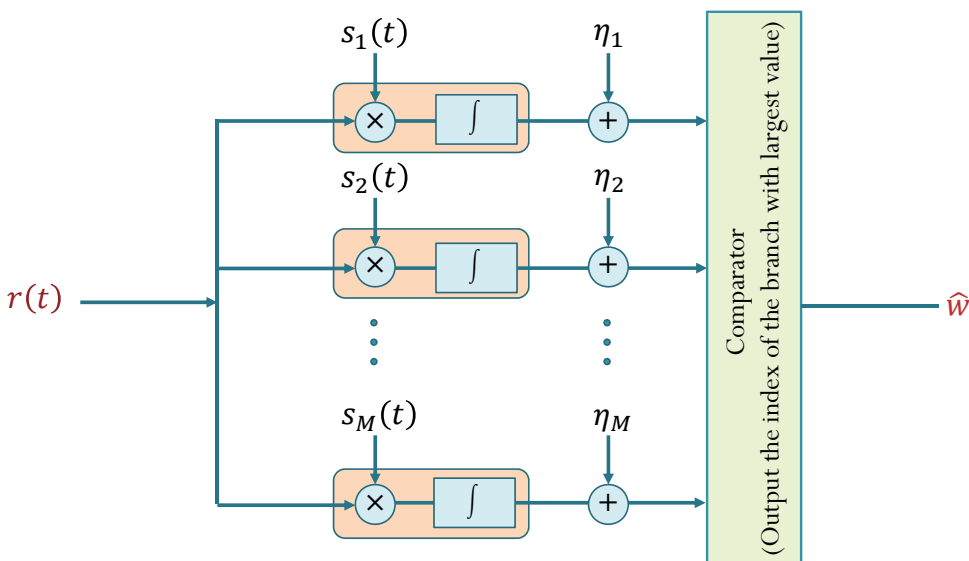 s₁(t)
η₁
×
∫
+
s₂(t)
η₂
×
∫
+
r(t)
Comparator
(Output the index of the branch with largest value)
ŵ
s_M(t)
η_M
×
∫
+